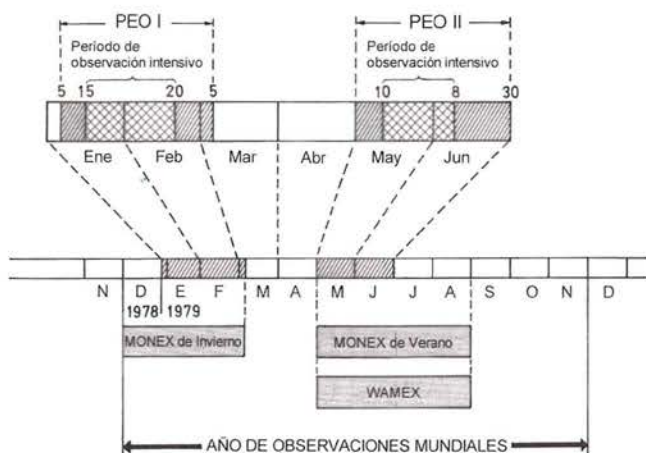 PEO I PEO II
Período de Período de
observación intensivo observación intensivo
5 15 20 5 10 8 30
Ene Feb Mar Abr May Jun
N D E F M A M J J A S O N D
1978 1979
MONEX de Invierno MONEX de Verano
WAMEX
AÑO DE OBSERVACIONES MUNDIALES